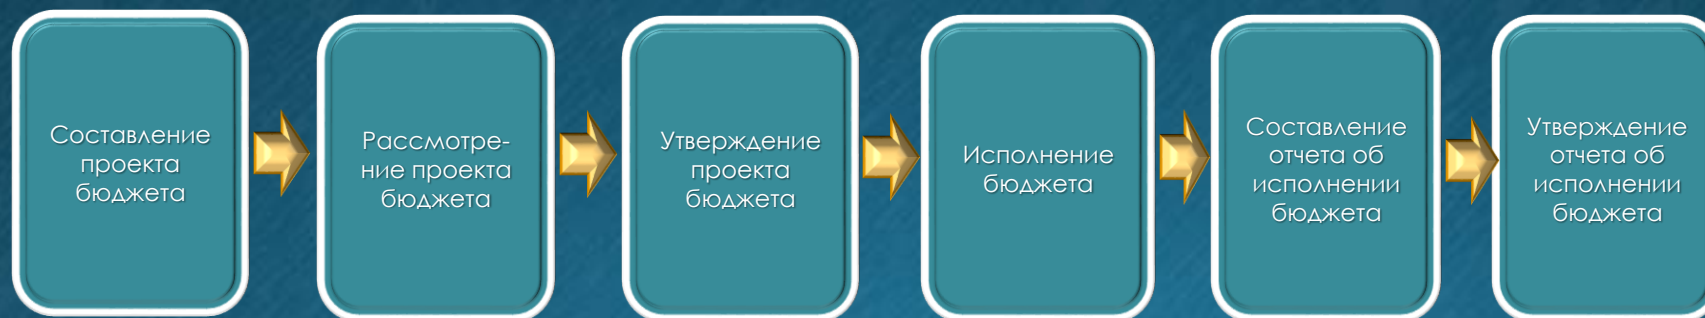 Составление
проекта
бюджета
Рассмотре-
ние проекта
бюджета
Утверждение
проекта
бюджета
Исполнение
бюджета
Составление
отчета об
исполнении
бюджета
Утверждение
отчета об
исполнении
бюджета